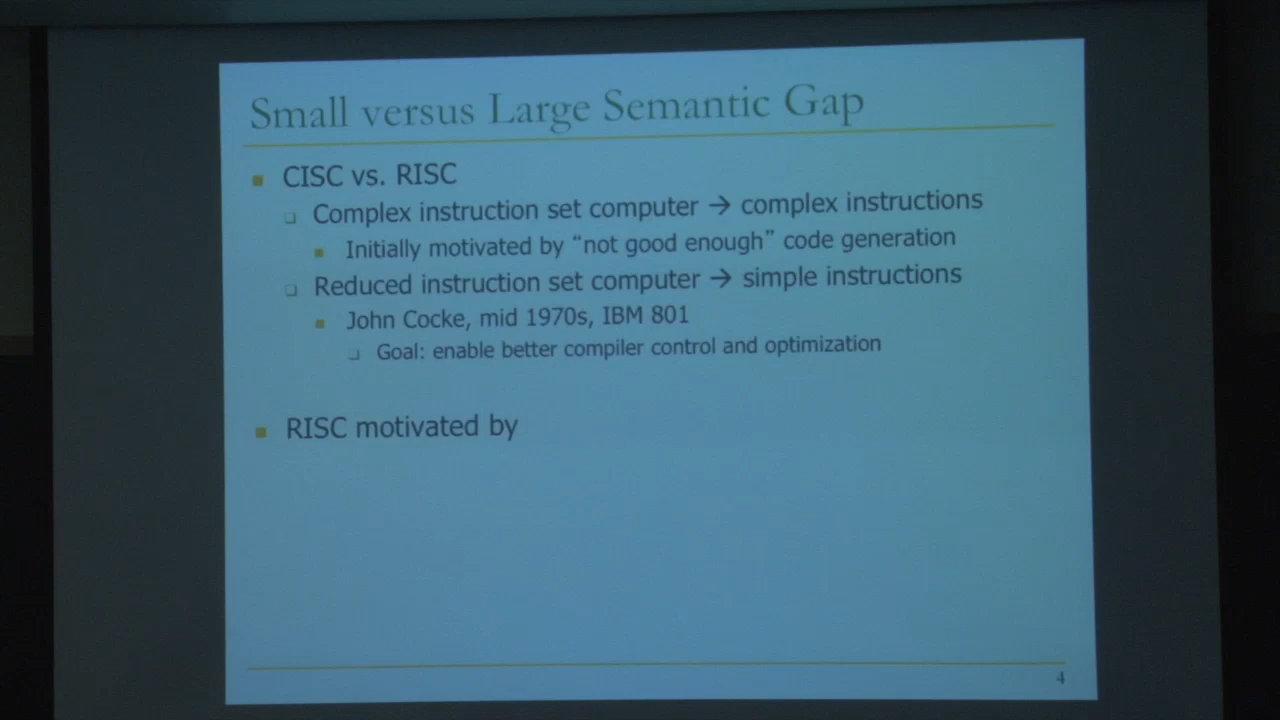 Small versus Large Semantic Gap
CISC vs. RISC
Complex instruction set computer → complex instructions
Initially motivated by “not good enough” code generation
Reduced instruction set computer → simple instructions
John Cocke, mid 1970s, IBM 801
Goal: enable better compiler control and optimization
RISC motivated by
4